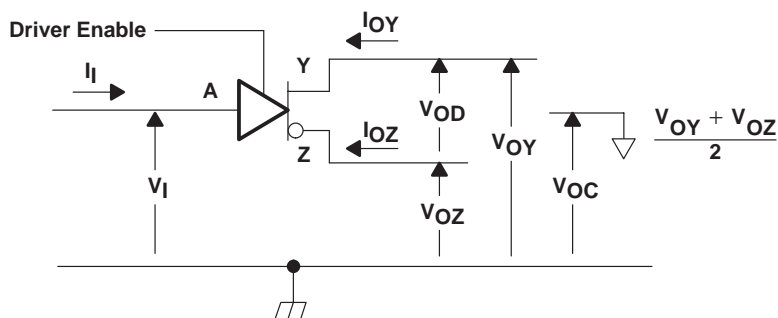 Driver Enable
IOY
II
A
Y
IOZ
Z
VOD
VOY
VOY + VOZ
2
VI
VOZ
VOC